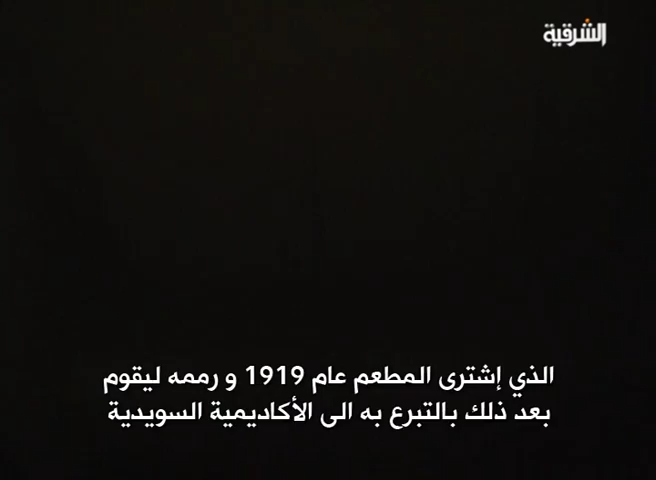 الشرقية
الذي إشترى المطعم عام 1919 و رممه ليقوم
بعد ذلك بالتبرع به الى الأكاديمية السويدية